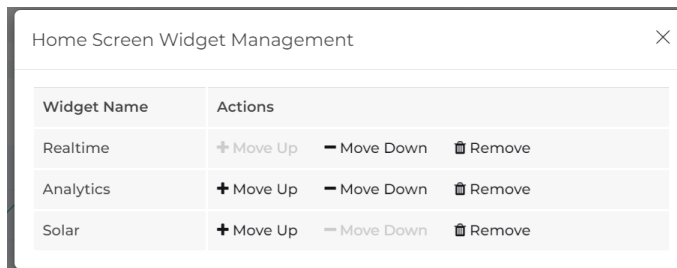 Home Screen Widget Management
Widget Name Actions
Realtime Move Up Move Down Remove
Analytics Move Up Move Down Remove
Solar Move Up Move Down Remove